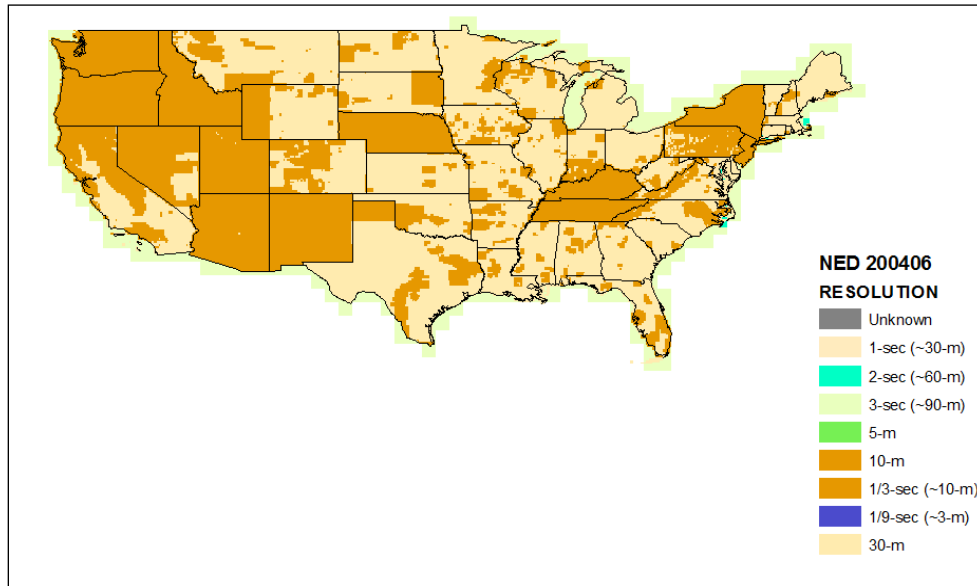 NED 200406
RESOLUTION
Unknown
1-sec (~30-m)
2-sec (~60-m)
3-sec (~90-m)
5-m
10-m
1/3-sec (~10-m)
1/9-sec (~3-m)
30-m